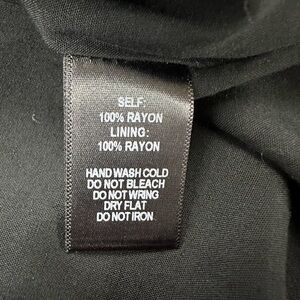 SELF:
100% RAYON
LINING:
100% RAYON
HAND WASH COLD
DO NOT BLEACH
DO NOT WRING
DRY FLAT
DO NOT IRON